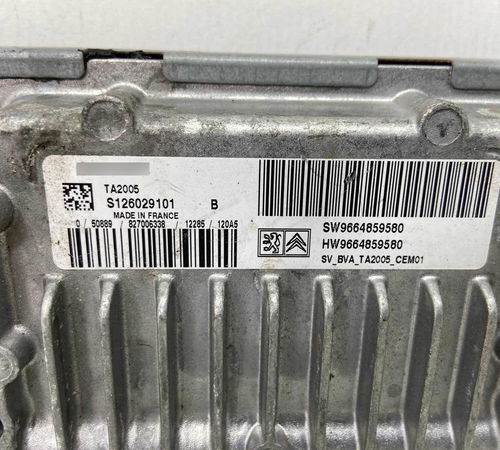 TA2005
S126029101 B
MADE IN FRANCE
0 / 50889 / 827006338 / 12285 / 120A5
SW9664859580
HW9664859580
SV_BVA_TA2005_CEM01